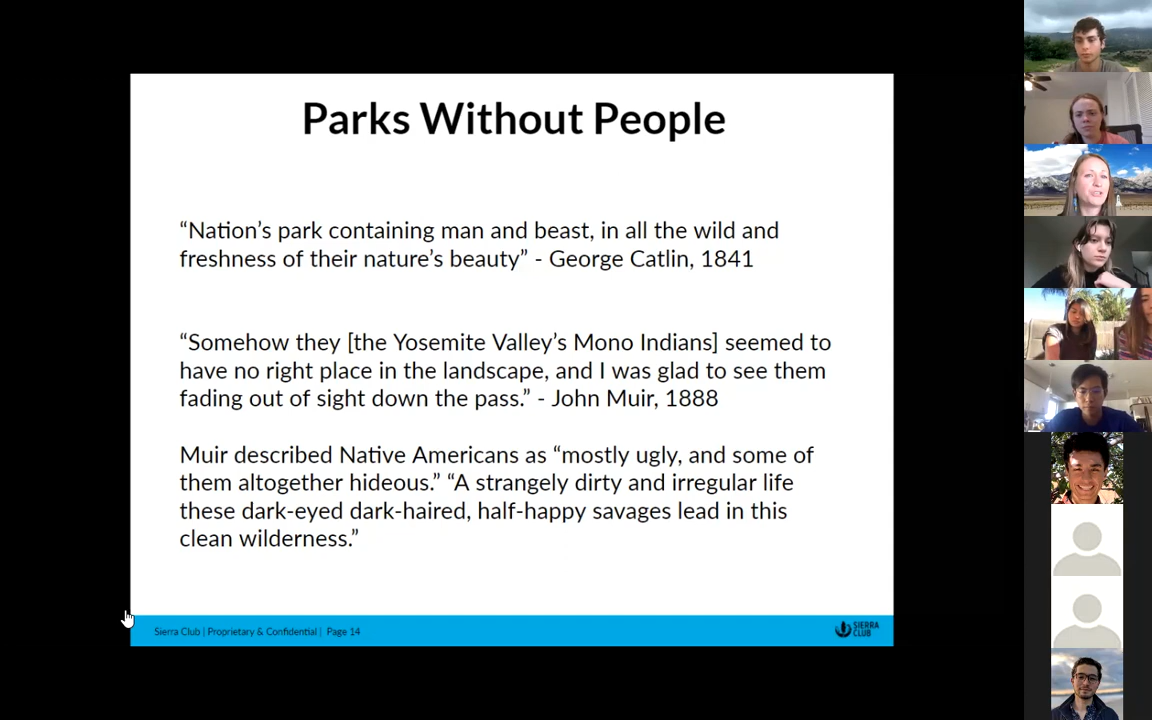 Parks Without People
“Nation’s park containing man and beast, in all the wild and
freshness of their nature’s beauty” - George Catlin, 1841
“Somehow they [the Yosemite Valley’s Mono Indians] seemed to
have no right place in the landscape, and I was glad to see them
fading out of sight down the pass.” - John Muir, 1888
Muir described Native Americans as “mostly ugly, and some of
them altogether hideous.” “A strangely dirty and irregular life
these dark-eyed dark-haired, half-happy savages lead in this
clean wilderness.”
Sierra Club | Proprietary & Confidential | Page 14
SIERRA
CLUB